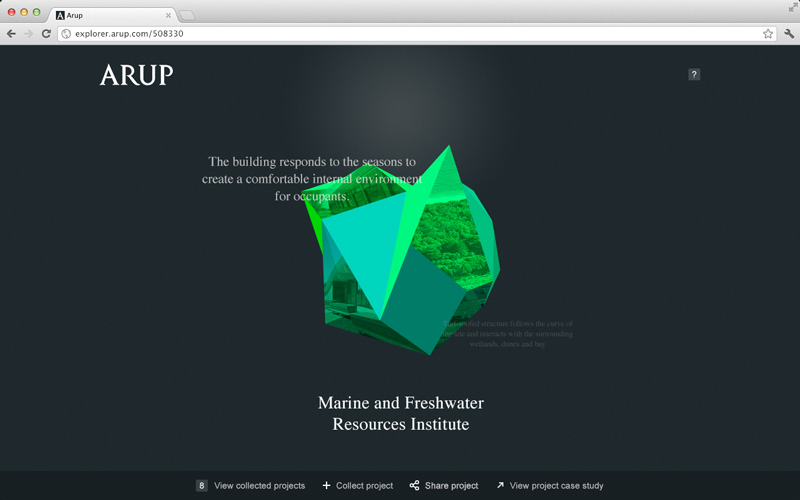 Arup
explorer.arup.com/508330
ARUP
?
The building responds to the seasons to
create a comfortable internal environment
for occupants.
structure follows the curve of
the site and interacts with the surrounding
wetlands, dunes and bay
Marine and Freshwater
Resources Institute
8 View collected projects + Collect project Share project View project case study